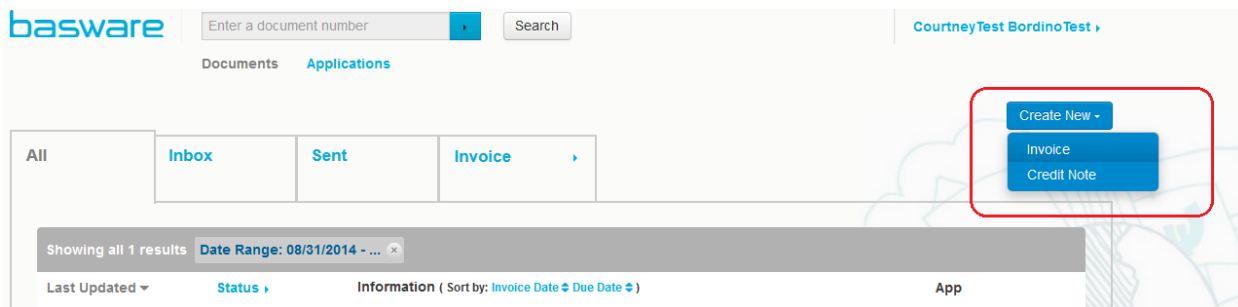 basware
Enter a document number
Search
CourtneyTest BordinoTest
Documents Applications
Create New
All Inbox Sent Invoice
Invoice
Credit Note
Showing all 1 results Date Range: 08/31/2014 - ...
Last Updated Status Information ( Sort by: Invoice Date Due Date ) App